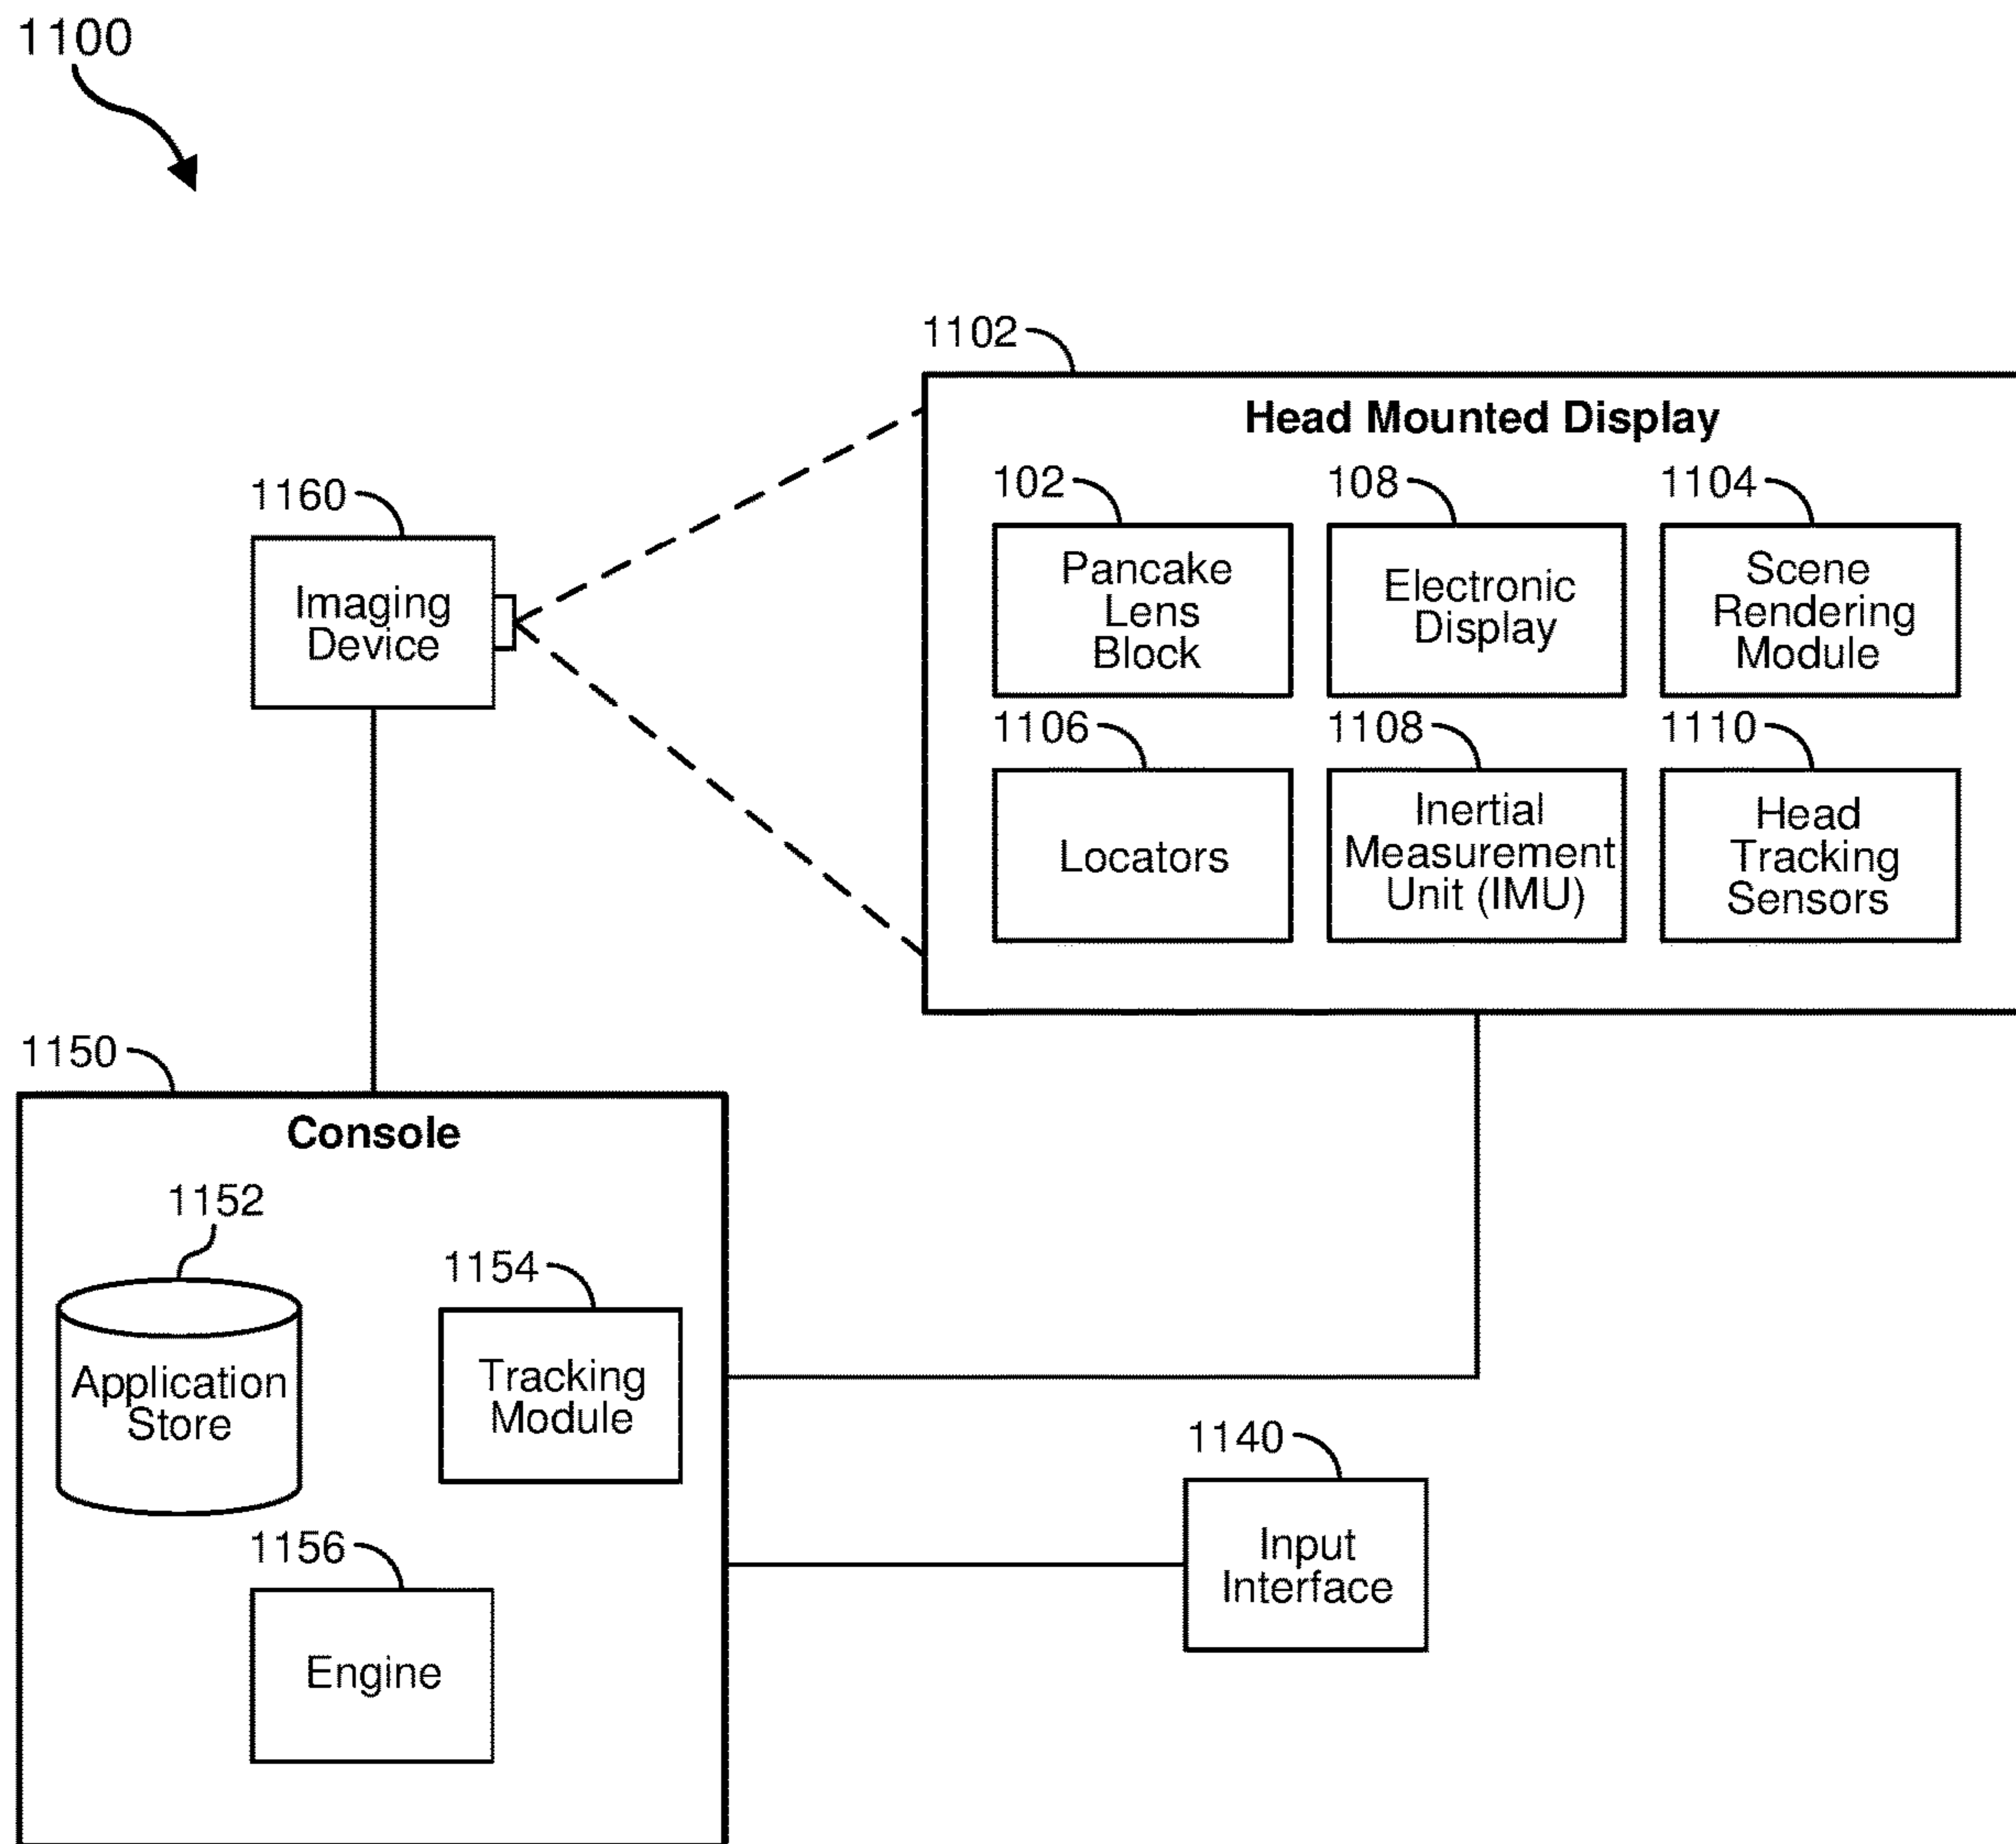 1100
1102
Head Mounted Display
102
108
1104
Pancake
Lens
Block
Electronic
Display
Scene
Rendering
Module
1106
1108
1110
Locators
Inertial
Measurement
Unit (IMU)
Head
Tracking
Sensors
1160
Imaging
Device
1150
Console
1152
Application
Store
1154
Tracking
Module
1156
Engine
1140
Input
Interface